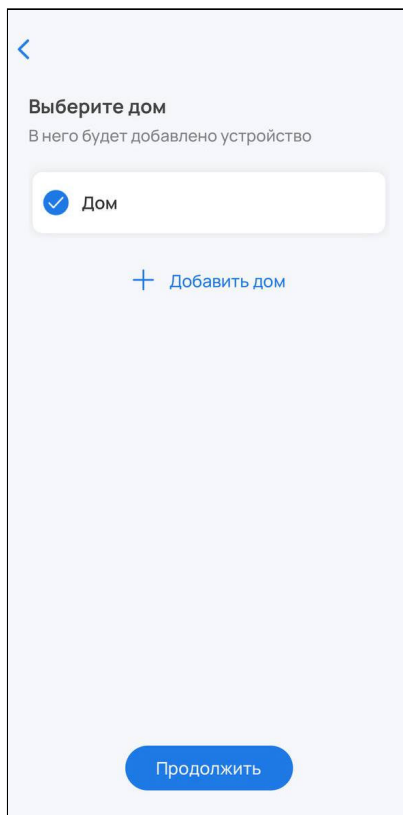 Выберите дом
В него будет добавлено устройство
Дом
Добавить дом
Продолжить